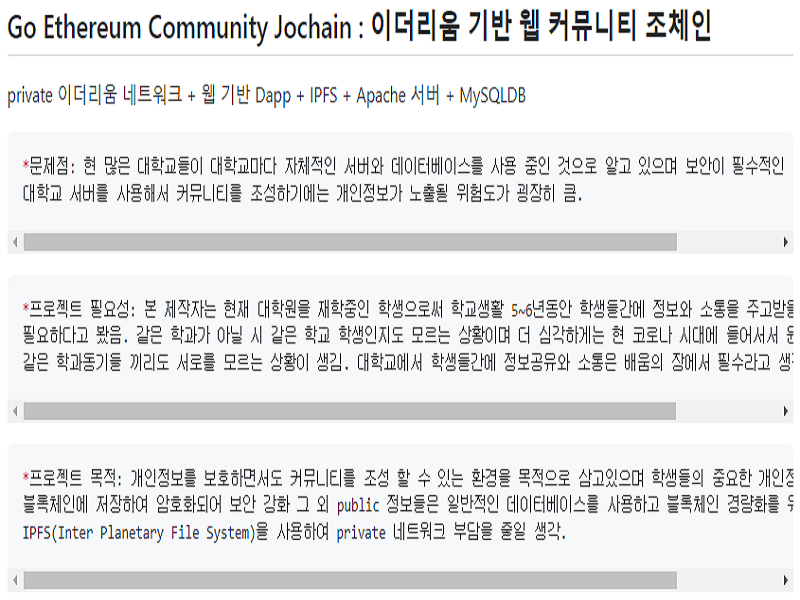 Go Ethereum Community Jochain : 이더리움 기반 웹 커뮤니티 조체인
private 이더리움 네트워크 + 웹 기반 Dapp + IPFS + Apache 서버 + MySQLDB
*문제점: 현 많은 대학교들이 대학교마다 자체적인 서버와 데이터베이스를 사용 중인 것으로 알고 있으며 보안이 필수적인
대학교 서버를 사용해서 커뮤니티를 조성하기에는 개인정보가 노출될 위험도가 굉장히 큼.
*프로젝트 필요성: 본 제작자는 현재 대학원을 재학중인 학생으로써 학교생활 5~6년동안 학생들간에 정보와 소통을 주고받을
필요하다고 봤음. 같은 학과가 아닐 시 같은 학교 학생인지도 모르는 상황이며 더 심각하게는 현 코로나 시대에 들어서서
같은 학과동기들 끼리도 서로를 모르는 상황이 생김. 대학교에서 학생들간에 정보공유와 소통은 배움의 장에서 필수라고
*프로젝트 목적: 개인정보를 보호하면서도 커뮤니티를 조성 할 수 있는 환경을 목적으로 삼고있으며 학생들의 중요한
블록체인에 저장하여 암호화되어 보안 강화 그 외 public 정보들은 일반적인 데이터베이스를 사용하고 블록체인 경량화를
IPFS(Inter Planetary File System)을 사용하여 private 네트워크 부담을 줄일 생각.